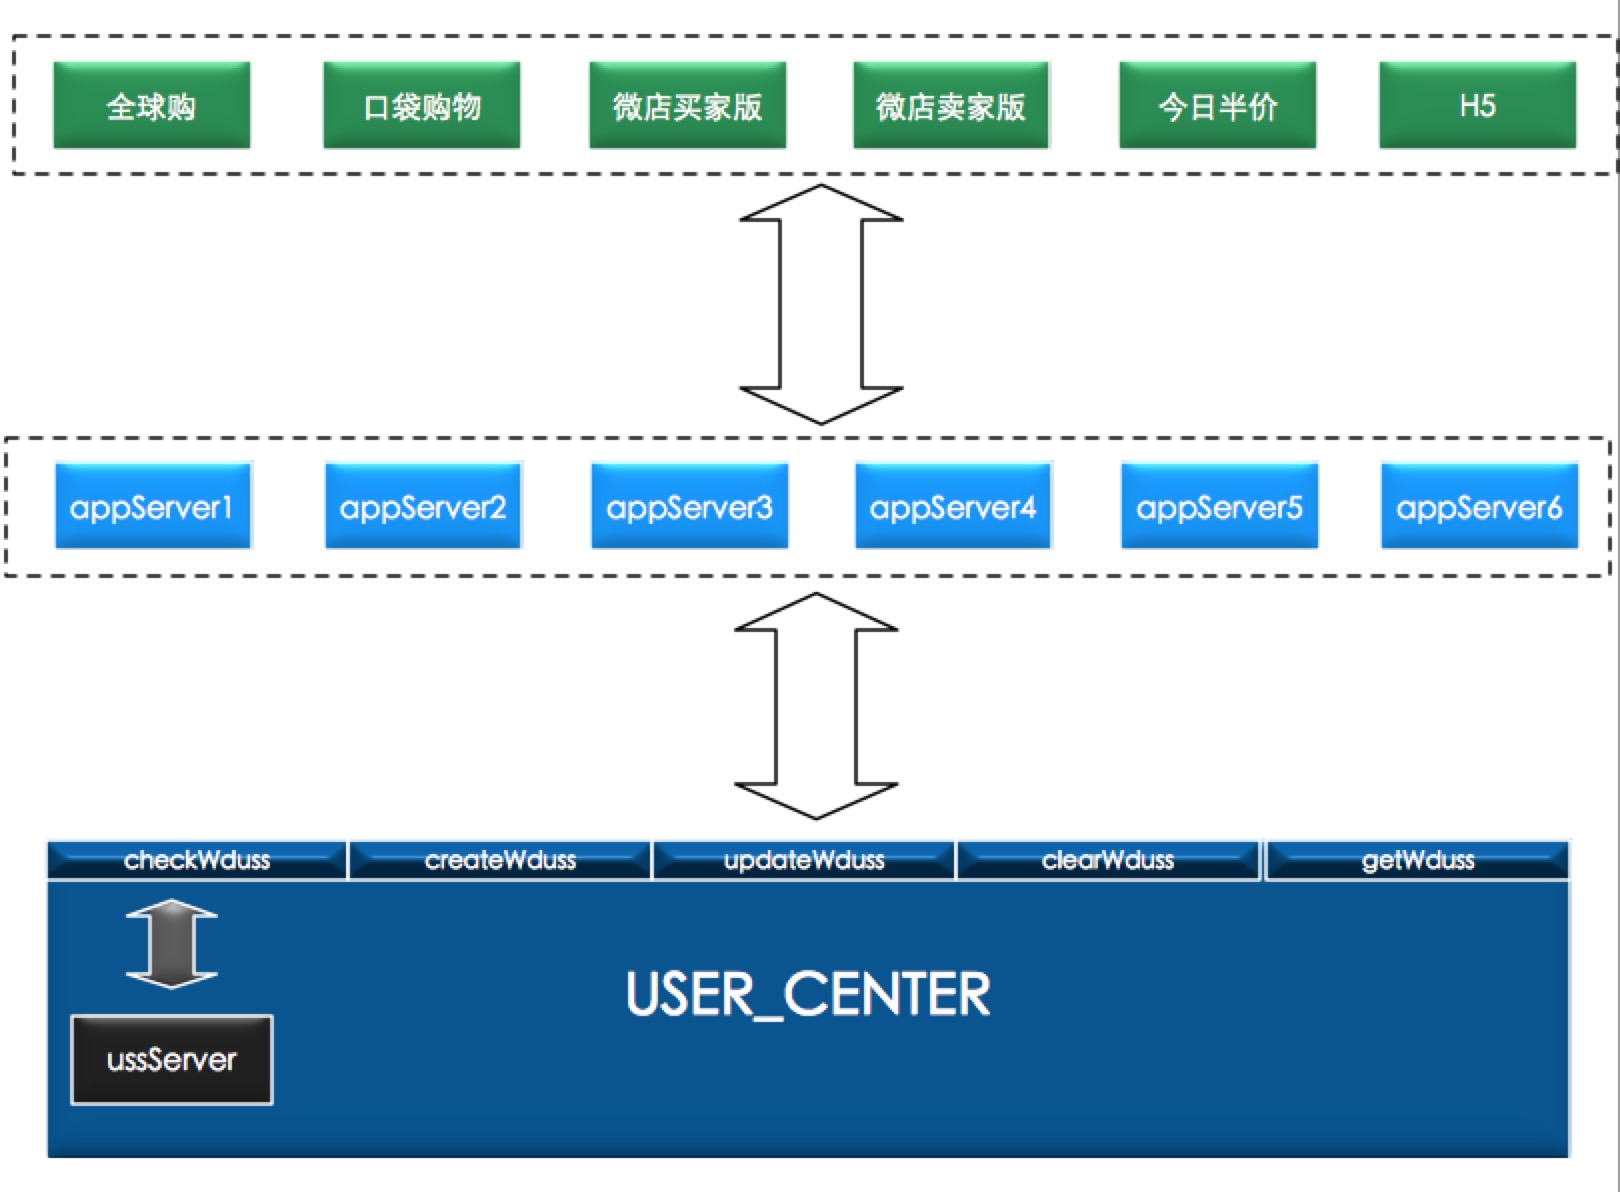 全球购
口袋购物
微店买家版
微店卖家版
今日半价
H5
appServer1
appServer2
appServer3
appServer4
appServer5
appServer6
checkWduss
createWduss
updateWduss
clearWduss
getWduss
USER_CENTER
ussServer